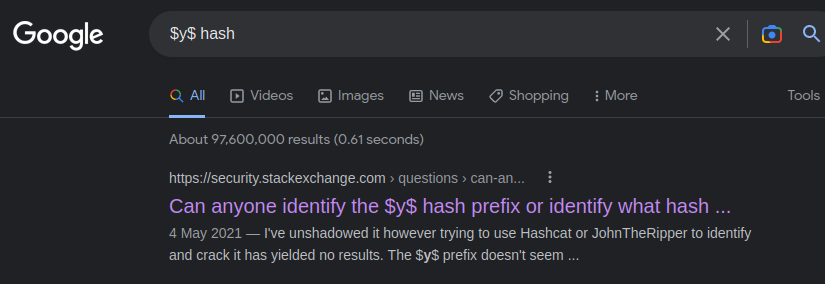 Google
$y$ hash
All
Videos
Images
News
Shopping
More
Tools
About 97,600,000 results (0.61 seconds)
https://security.stackexchange.com › questions › can-an...
Can anyone identify the $y$ hash prefix or identify what hash ...
4 May 2021 — I've unshadowed it however trying to use Hashcat or JohnTheRipper to identify
and crack it has yielded no results. The $y$ prefix doesn't seem ...